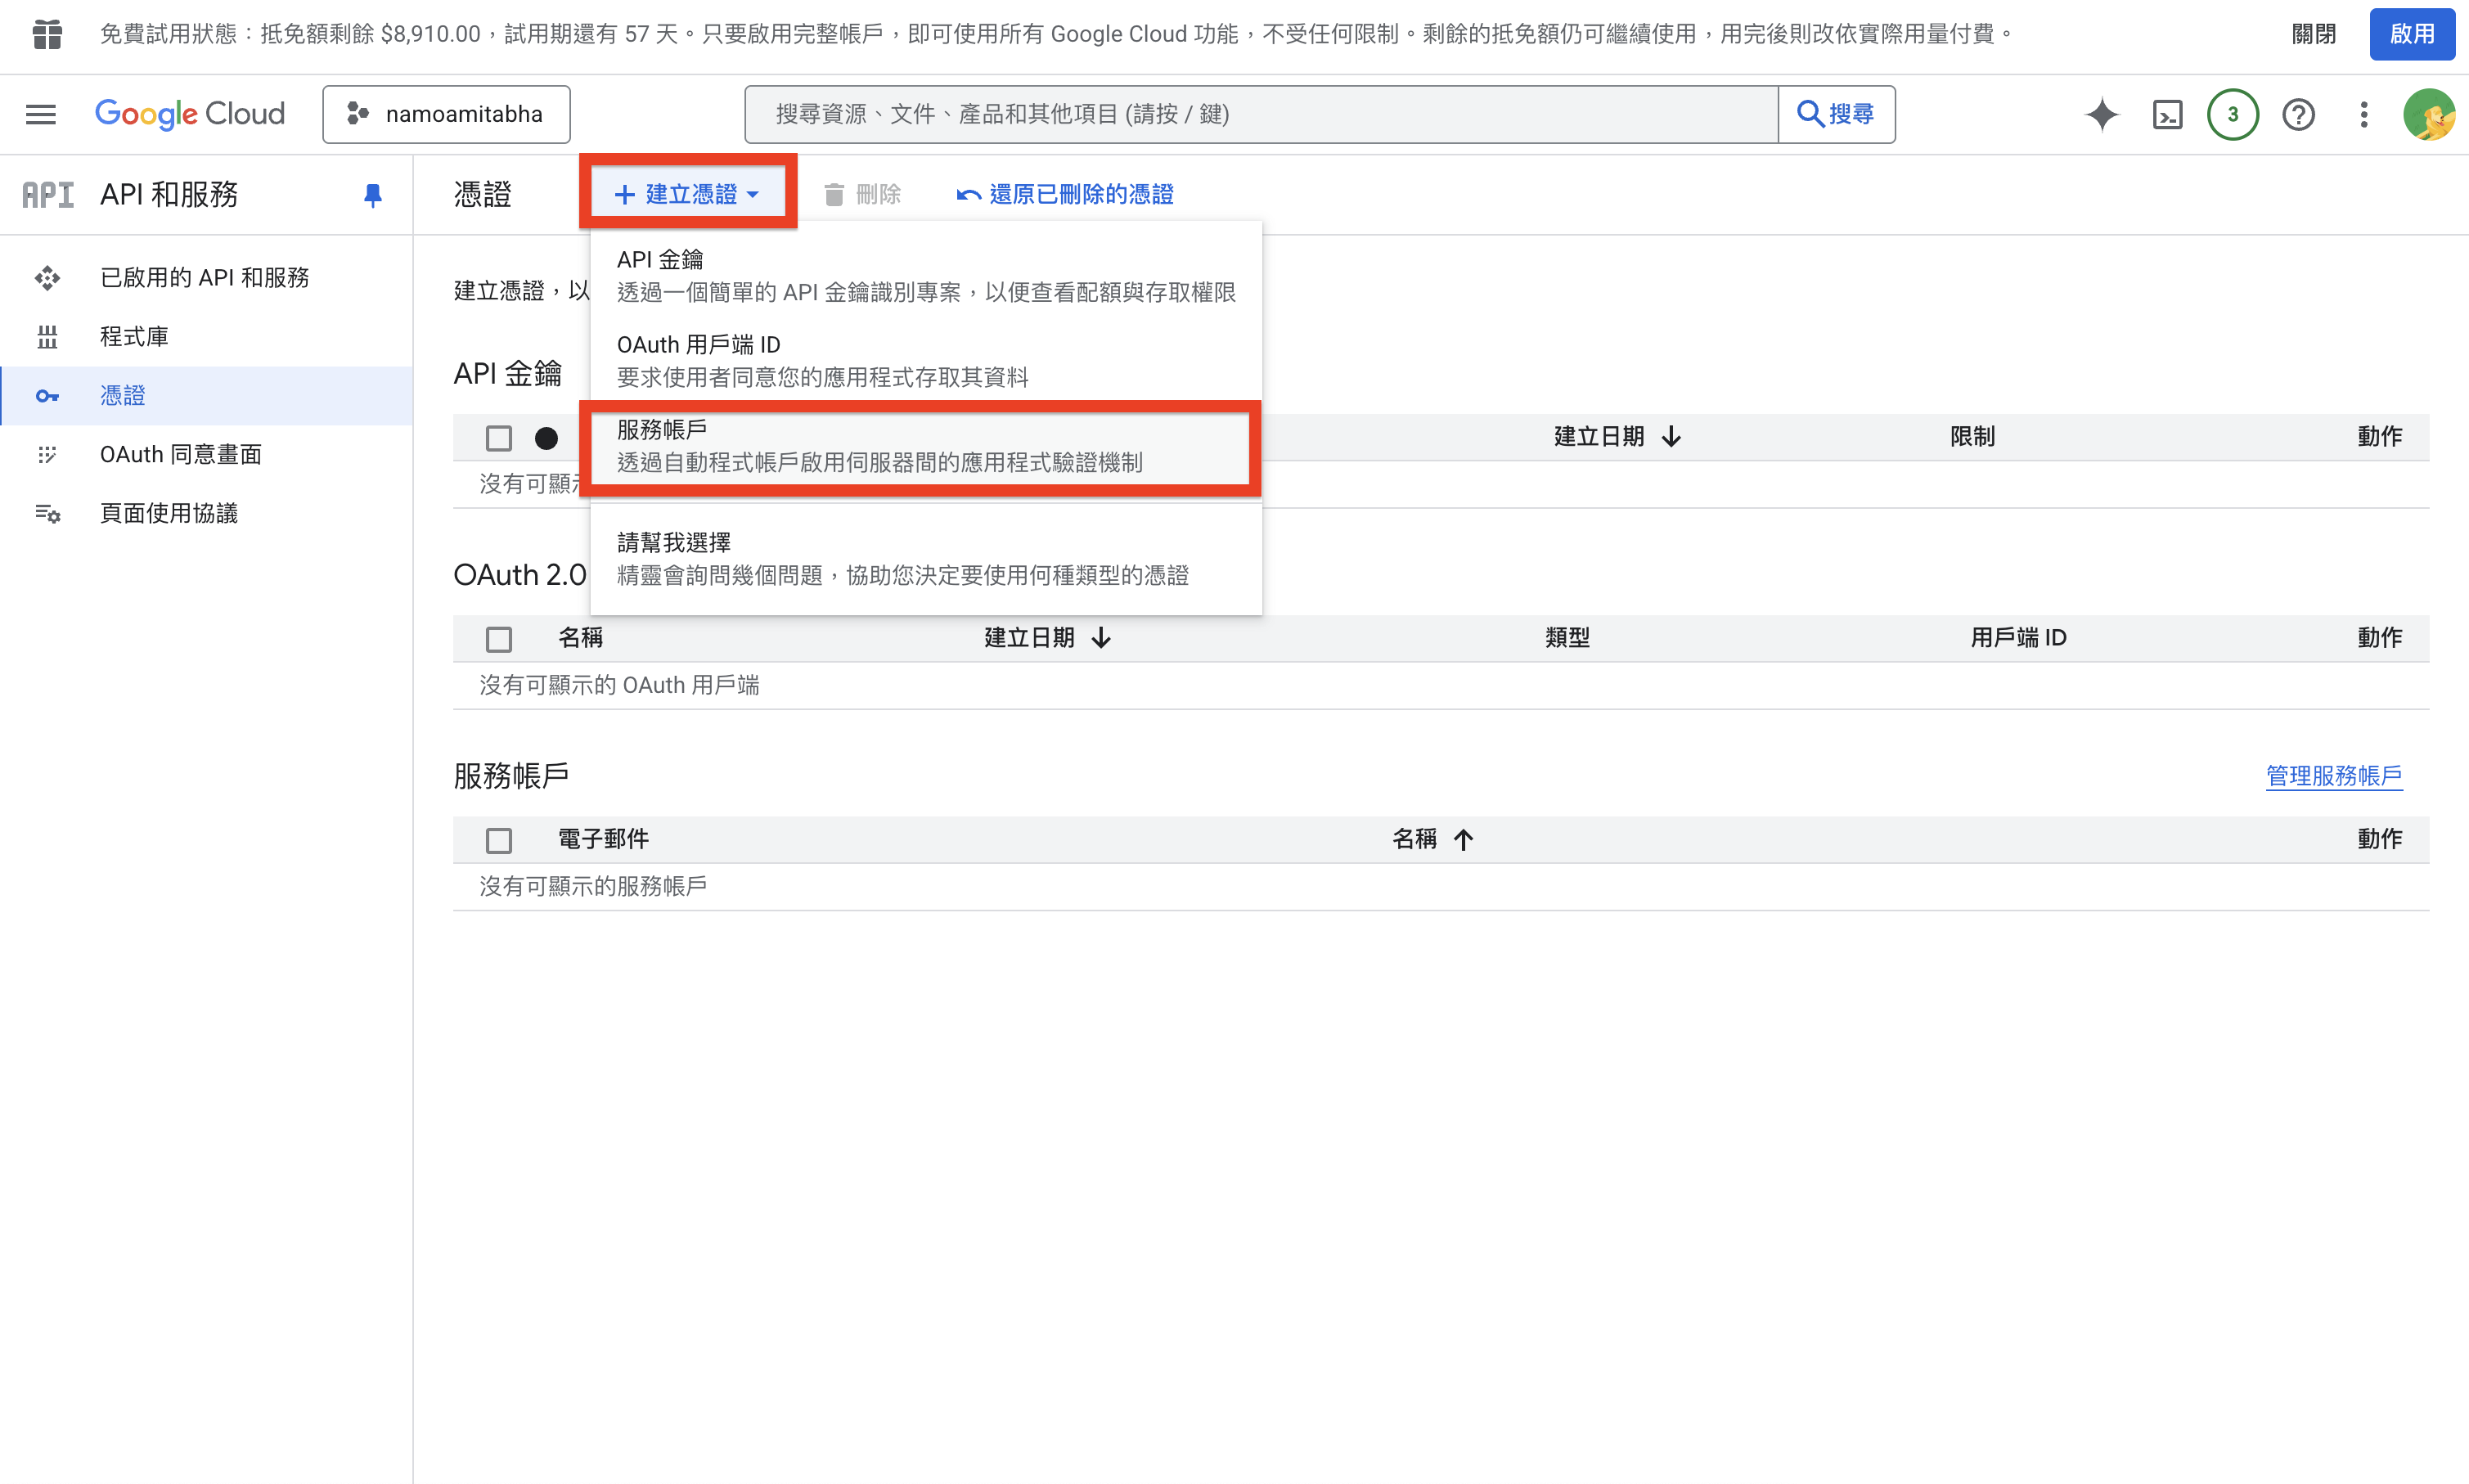 免費試用狀態：抵免額剩餘 $8,910.00，試用期還有 57 天。只要啟用完整帳戶，即可使用所有 Google Cloud 功能，不受任何限制。剩餘的抵免額仍可繼續使用，用完後則改依實際用量付費。
關閉
啟用
Google Cloud
namoamitabha
搜尋資源、文件、產品和其他項目 (請按 / 鍵)
搜尋
3
API
API 和服務
已啟用的 API 和服務
程式庫
憑證
OAuth 同意畫面
頁面使用協議
憑證
建立憑證
刪除
還原已刪除的憑證
建立憑證，以
API 金鑰
透過一個簡單的 API 金鑰識別專案，以便查看配額與存取權限
OAuth 用戶端 ID
要求使用者同意您的應用程式存取其資料
服務帳戶
透過自動程式帳戶啟用伺服器間的應用程式驗證機制
請幫我選擇
精靈會詢問幾個問題，協助您決定要使用何種類型的憑證
API 金鑰
建立日期
限制
動作
沒有可顯示
OAuth 2.0
名稱
建立日期
類型
用戶端 ID
動作
沒有可顯示的 OAuth 用戶端
服務帳戶
管理服務帳戶
電子郵件
名稱
動作
沒有可顯示的服務帳戶